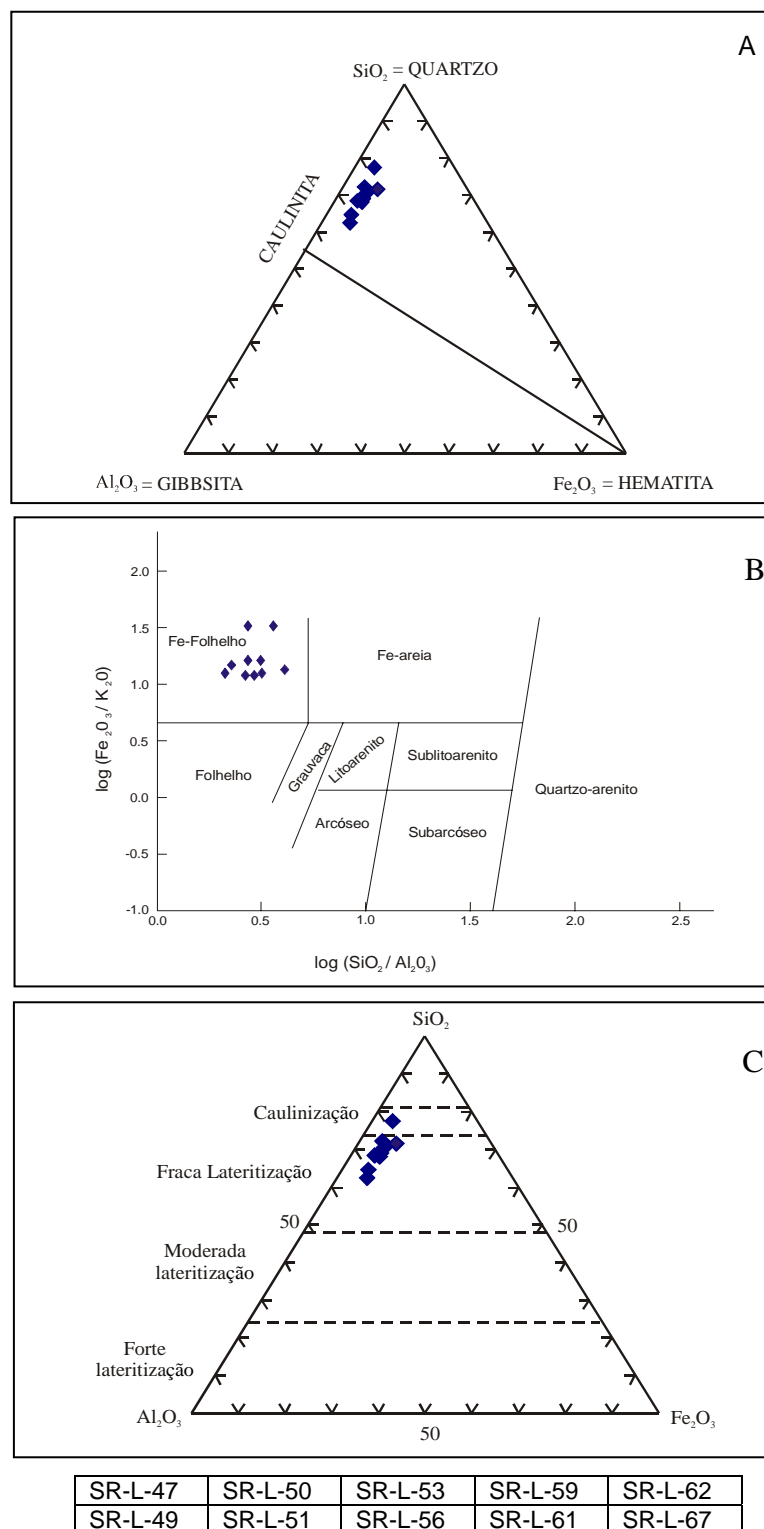 A
SiO₂ = QUARTZO
CAULINITA
Al₂O₃ = GIBBSITA Fe₂O₃ = HEMATITA
B
2.0
1.5
1.0
0.5
0.0
-0.5
-1.0
log (Fe₂0₃ / K₂0)
Fe-Folhelho
Fe-areia
Folhelho
Grauvaca
Litoarenito
Sublitoarenito
Quartzo-arenito
Arcóseo
Subarcóseo
0.0 0.5 1.0 1.5 2.0 2.5
log (SiO₂ / Al₂0₃)
C
SiO₂
Caulinização
Fraca Lateritização
50 50
Moderada
lateritização
Forte
lateritização
Al₂O₃ Fe₂O₃
50
SR-L-47 SR-L-50 SR-L-53 SR-L-59 SR-L-62
SR-L-49 SR-L-51 SR-L-56 SR-L-61 SR-L-67